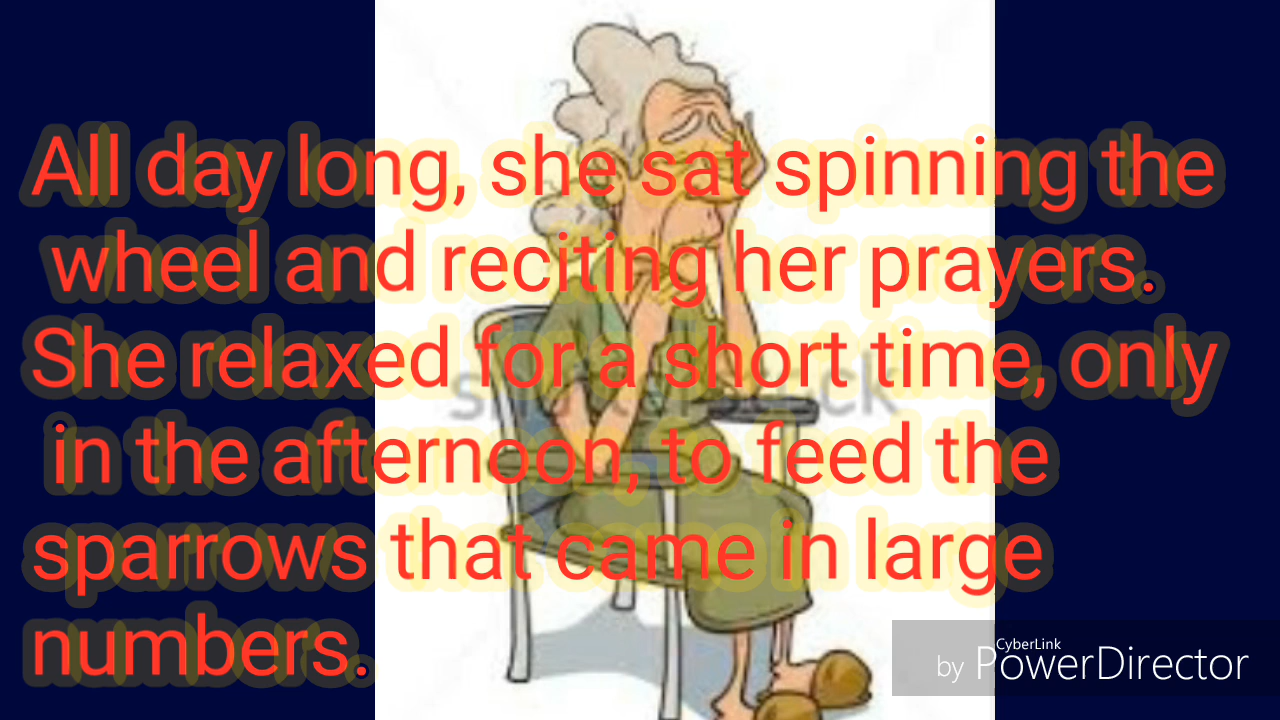 All day long, she sat spinning the
wheel and reciting her prayers.
She relaxed for a short time, only
in the afternoon, to feed the
sparrows that came in large
numbers.
shutterstock
CyberLink
by PowerDirector